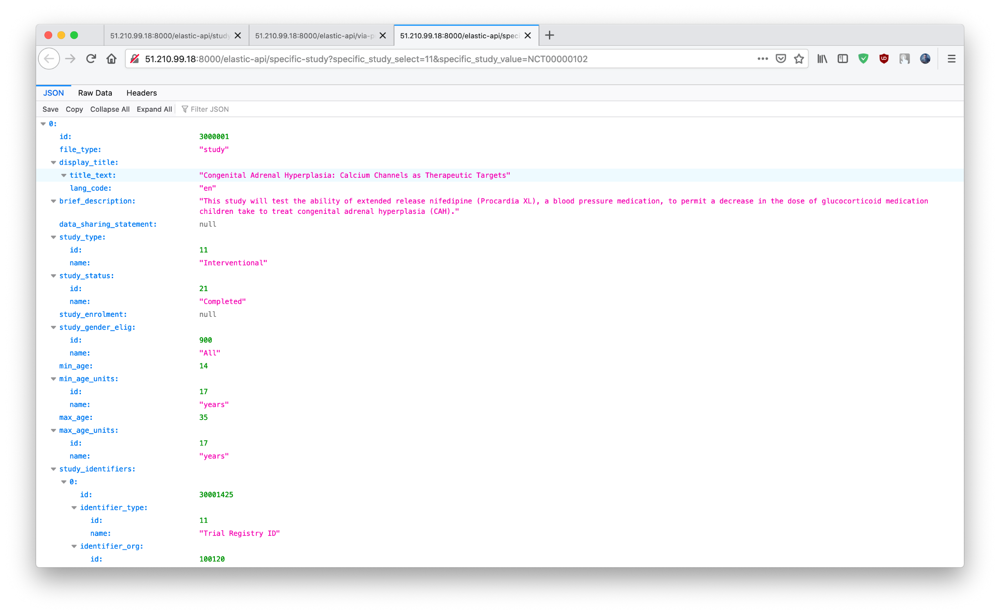 51.210.99.18:8000/elastic-api/study
51.210.99.18:8000/elastic-api/via-p
51.210.99.18:8000/elastic-api/speci
51.210.99.18:8000/elastic-api/specific-study?specific_study_select=11&specific_study_value=NCT00000102
JSON Raw Data Headers
Save Copy Collapse All Expand All Filter JSON
0:
id: 3000001
file_type: "study"
display_title:
title_text: "Congenital Adrenal Hyperplasia: Calcium Channels as Therapeutic Targets"
lang_code: "en"
brief_description: "This study will test the ability of extended release nifedipine (Procardia XL), a blood pressure medication, to permit a decrease in the dose of glucocorticoid medication
children take to treat congenital adrenal hyperplasia (CAH)."
data_sharing_statement: null
study_type:
id: 11
name: "Interventional"
study_status:
id: 21
name: "Completed"
study_enrolment: null
study_gender_elig:
id: 900
name: "All"
min_age: 14
min_age_units:
id: 17
name: "years"
max_age: 35
max_age_units:
id: 17
name: "years"
study_identifiers:
0:
id: 30001425
identifier_type:
id: 11
name: "Trial Registry ID"
identifier_org:
id: 100120